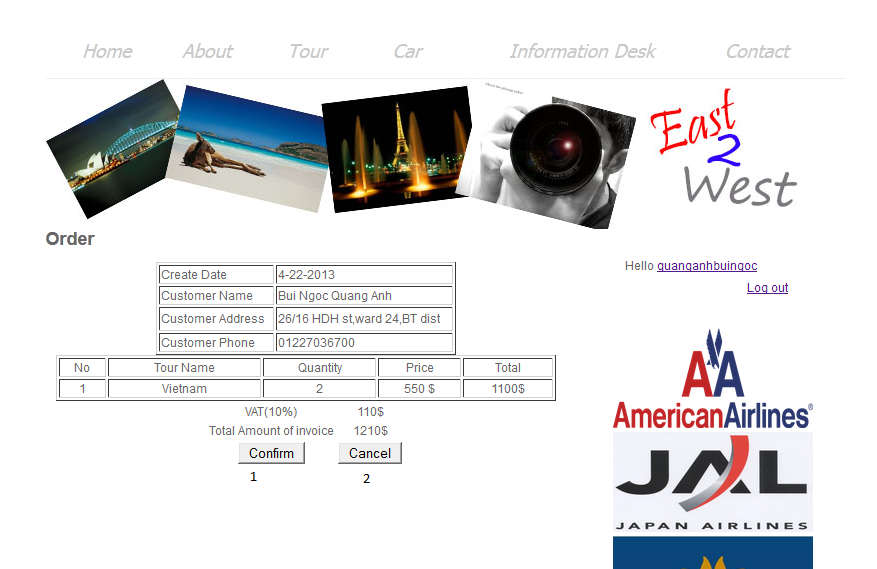 Home About Tour Car Information Desk Contact
East
2
West
Order
Hello quanganhbuingoc
Log out
Create Date 4-22-2013
Customer Name Bui Ngoc Quang Anh
Customer Address 26/16 HDH st,ward 24,BT dist
Customer Phone 01227036700
No Tour Name Quantity Price Total
1 Vietnam 2 550 $ 1100$
VAT(10%) 110$
Total Amount of invoice 1210$
Confirm Cancel
1 2
AA
AmericanAirlines®
JAL
JAPAN AIRLINES